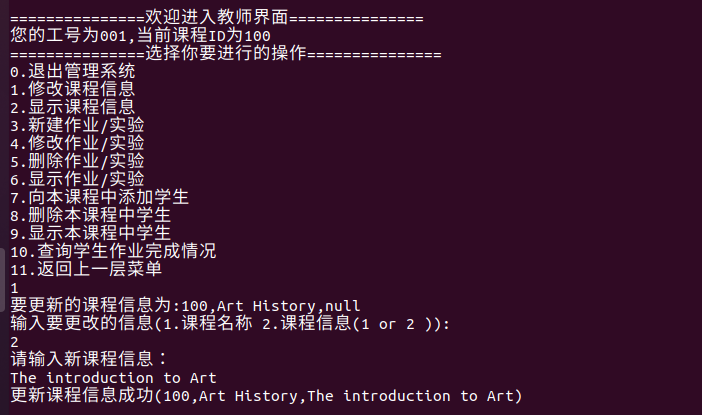 ===============欢迎进入教师界面===============
您的工号为001,当前课程ID为100
===============选择你要进行的操作===============
0.退出管理系统
1.修改课程信息
2.显示课程信息
3.新建作业/实验
4.修改作业/实验
5.删除作业/实验
6.显示作业/实验
7.向本课程中添加学生
8.删除本课程中学生
9.显示本课程中学生
10.查询学生作业完成情况
11.返回上一层菜单
1
要更新的课程信息为:100,Art History,null
输入要更改的信息(1.课程名称 2.课程信息(1 or 2 )):
2
请输入新课程信息：
The introduction to Art
更新课程信息成功(100,Art History,The introduction to Art)